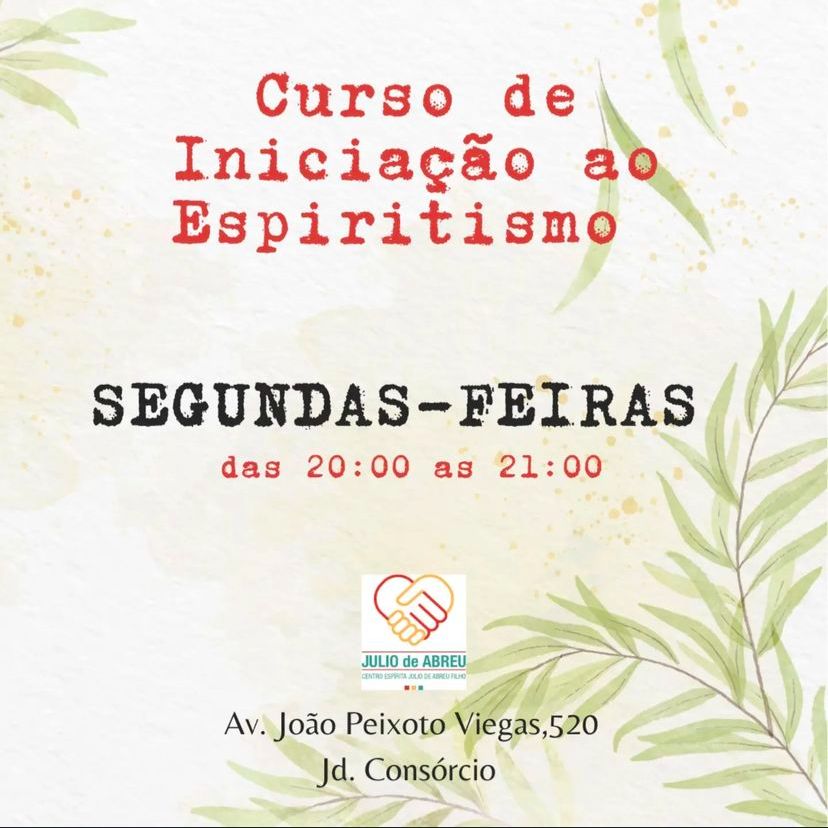 Curso de
Iniciação ao
Espiritismo
SEGUNDAS-FEIRAS
das 20:00 as 21:00
JULIO de ABREU
CENTRO ESPÍRITA JULIO DE ABREU FILHO
Av. João Peixoto Viegas,520
Jd. Consórcio